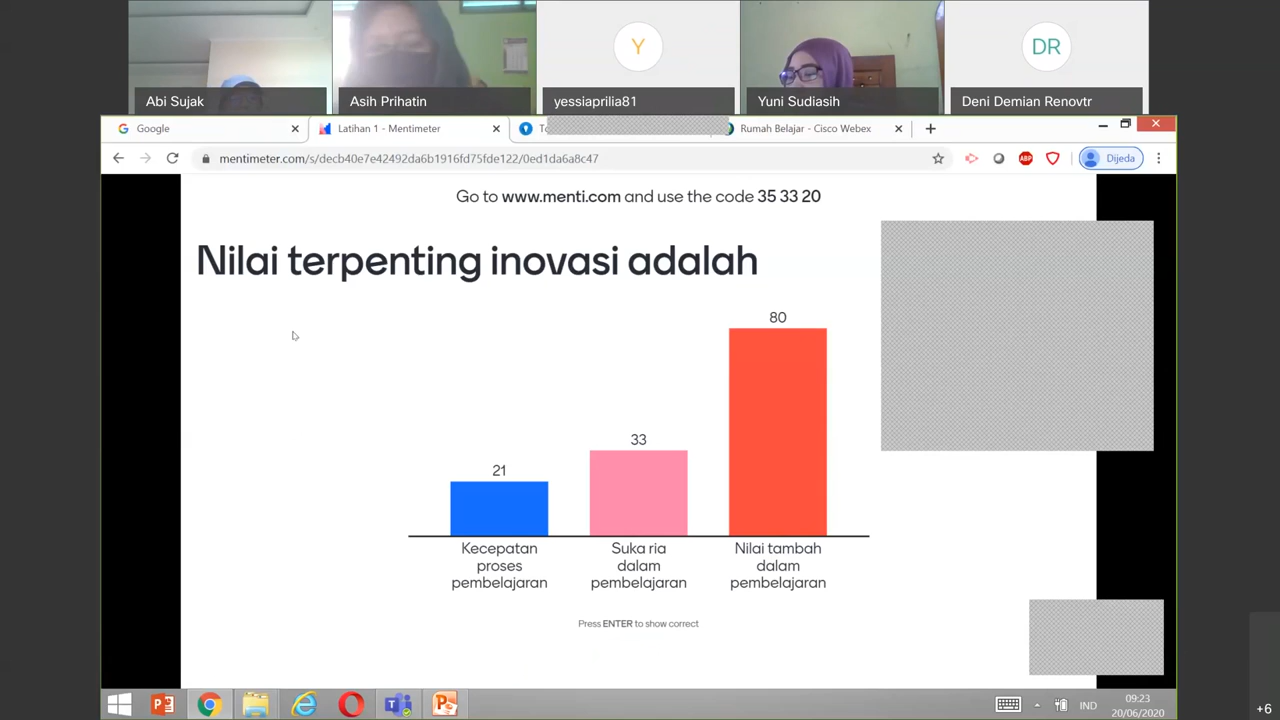 Y
DR
Abi Sujak
Asih Prihatin
yessiaprilia81
Yuni Sudiasih
Deni Demian Renovtr
Google
Latihan 1 - Mentimeter
Rumah Belajar - Cisco Webex
mentimeter.com/s/decb40e7e42492da6b1916fd75fde122/0ed1da6a8c47
ABP
Dijeda
Go to www.menti.com and use the code 35 33 20
Nilai terpenting inovasi adalah
80
33
21
Kecepatan
proses
pembelajaran
Suka ria
dalam
pembelajaran
Nilai tambah
dalam
pembelajaran
Press ENTER to show correct
IND
09:23
20/06/2020
+6